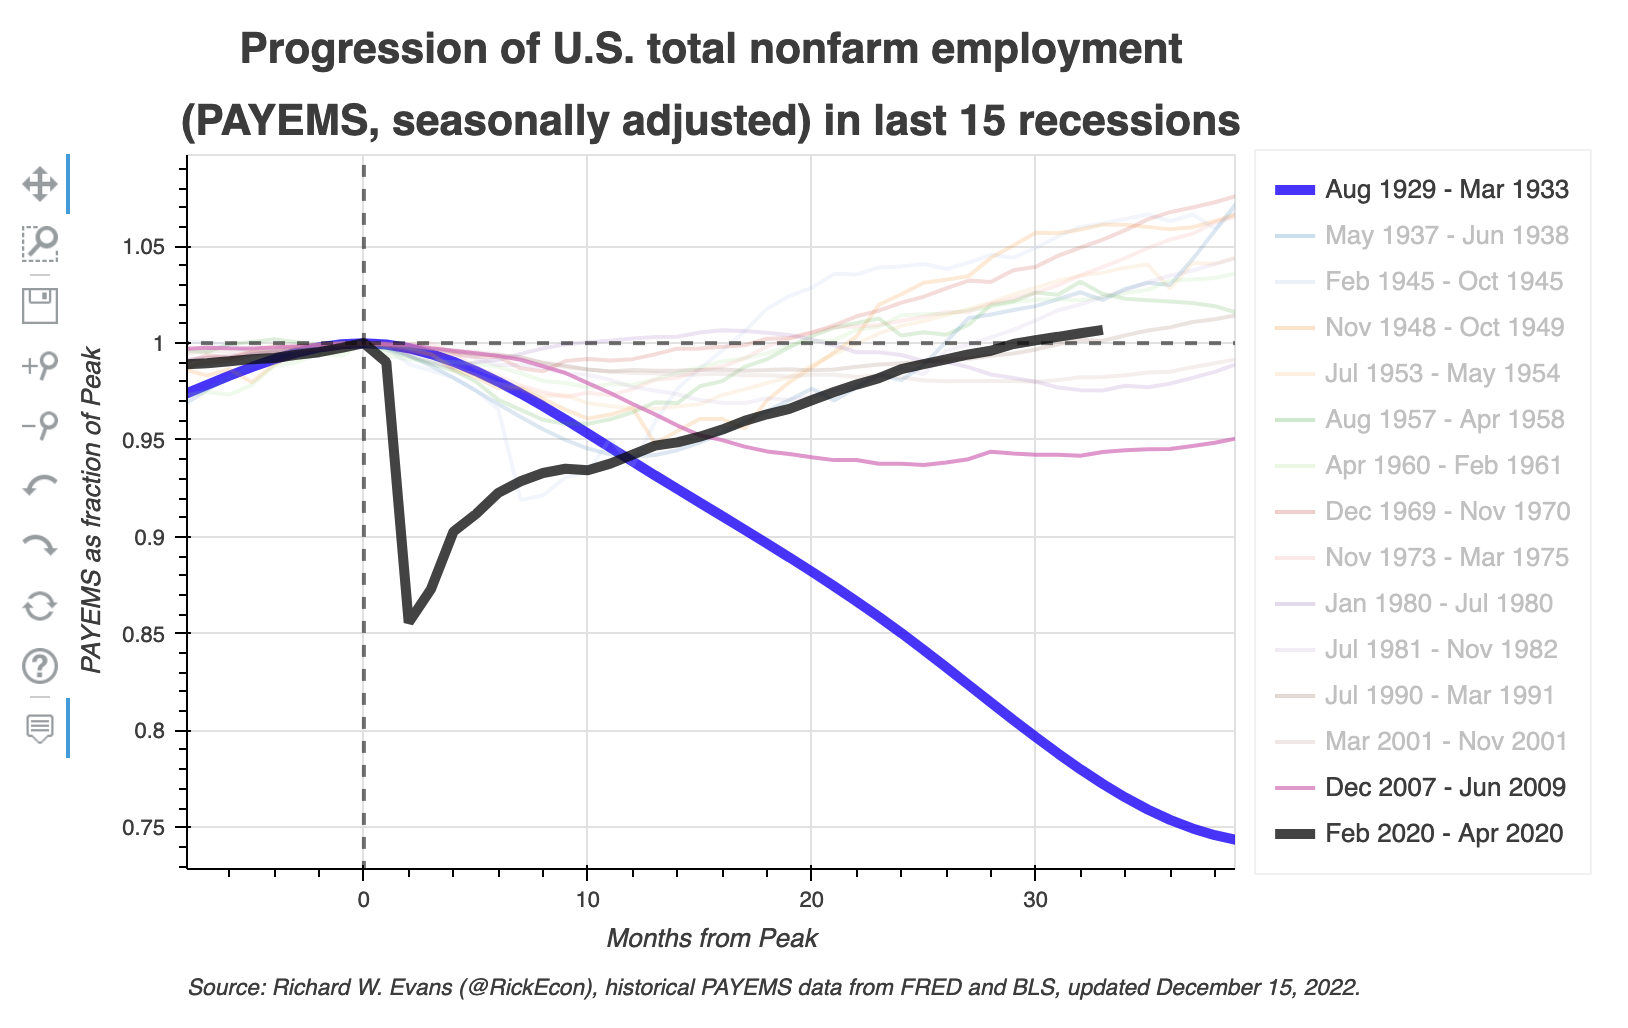 Progression of U.S. total nonfarm employment
(PAYEMS, seasonally adjusted) in last 15 recessions
PAYEMS as fraction of Peak
1.05
1
0.95
0.9
0.85
0.8
0.75
0
10
20
30
Months from Peak
Aug 1929 - Mar 1933
May 1937 - Jun 1938
Feb 1945 - Oct 1945
Nov 1948 - Oct 1949
Jul 1953 - May 1954
Aug 1957 - Apr 1958
Apr 1960 - Feb 1961
Dec 1969 - Nov 1970
Nov 1973 - Mar 1975
Jan 1980 - Jul 1980
Jul 1981 - Nov 1982
Jul 1990 - Mar 1991
Mar 2001 - Nov 2001
Dec 2007 - Jun 2009
Feb 2020 - Apr 2020
Source: Richard W. Evans (@RickEcon), historical PAYEMS data from FRED and BLS, updated December 15, 2022.